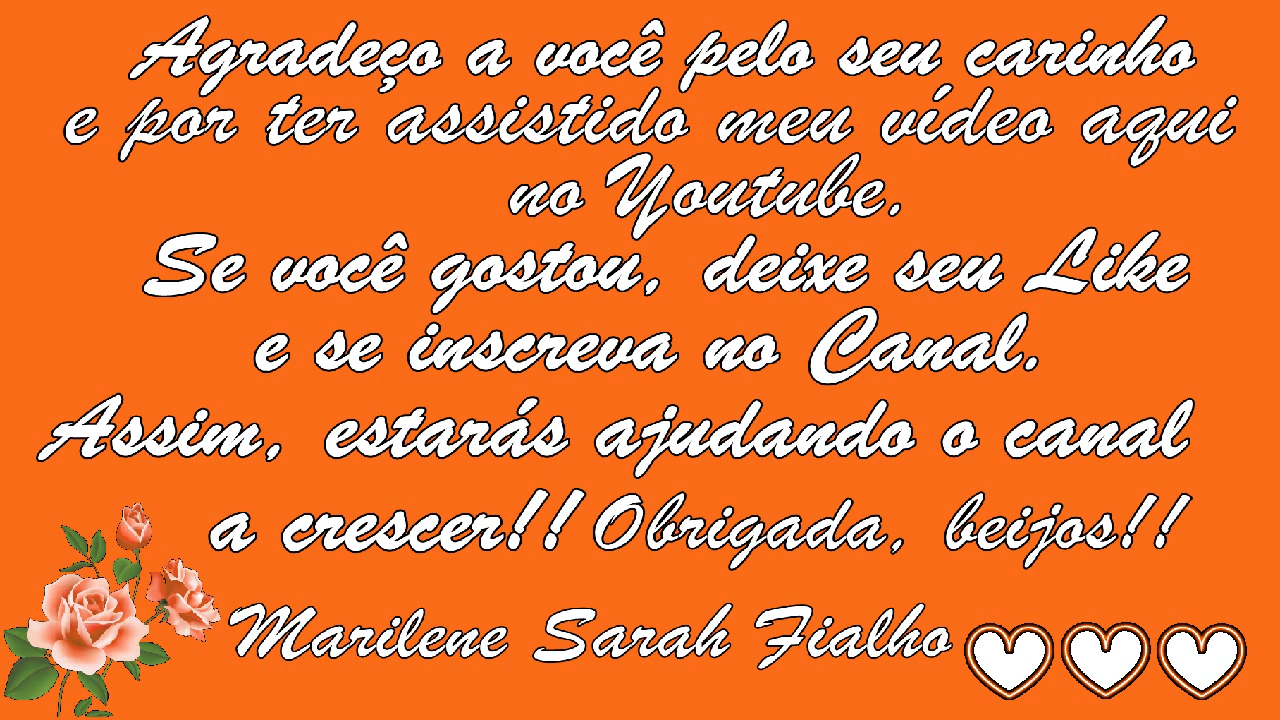 Agradeço a você pelo seu carinho
e por ter assistido meu vídeo aqui
no Youtube.
Se você gostou, deixe seu Like
e se inscreva no Canal.
Assim, estarás ajudando o canal
a crescer!! Obrigada, beijos!!
Marilene Sarah Fialho